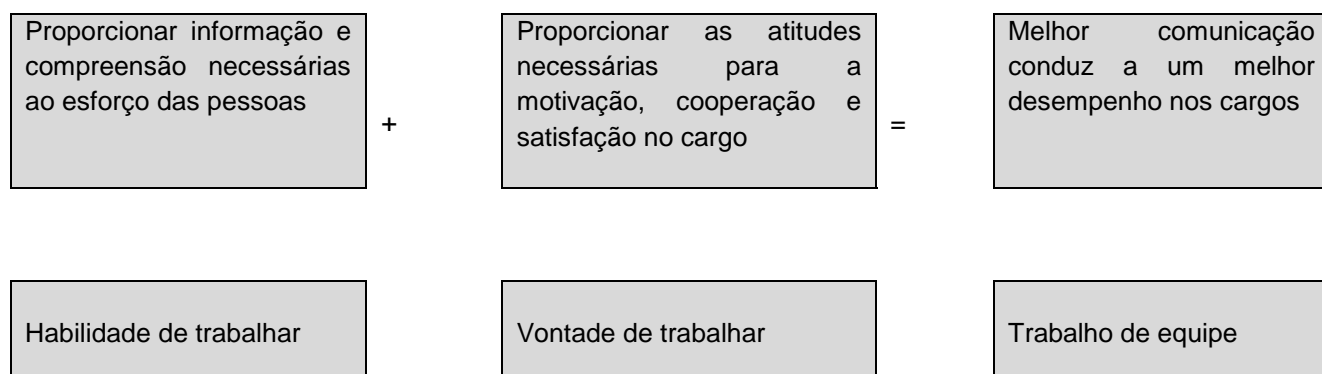 Proporcionar informação e
compreensão necessárias
ao esforço das pessoas
+
Proporcionar as atitudes
necessárias para a
motivação, cooperação e
satisfação no cargo
=
Melhor comunicação
conduz a um melhor
desempenho nos cargos
Habilidade de trabalhar
Vontade de trabalhar
Trabalho de equipe